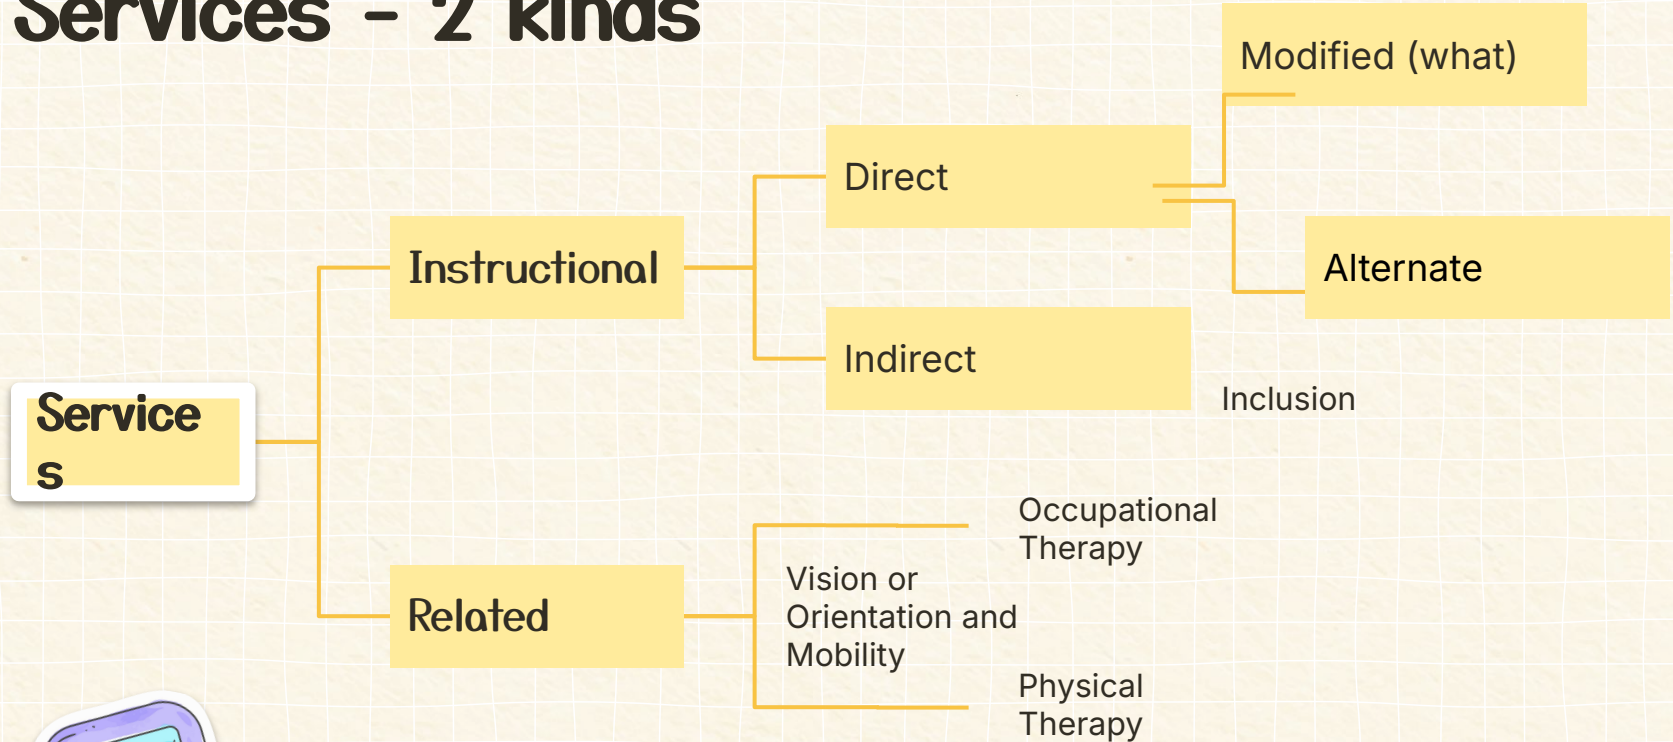 Services - 2 kinds
Modified (what)
Direct
Instructional
Alternate
Indirect
Inclusion
Service
s
Occupational
Therapy
Vision or
Orientation and
Mobility
Related
Physical
Therapy